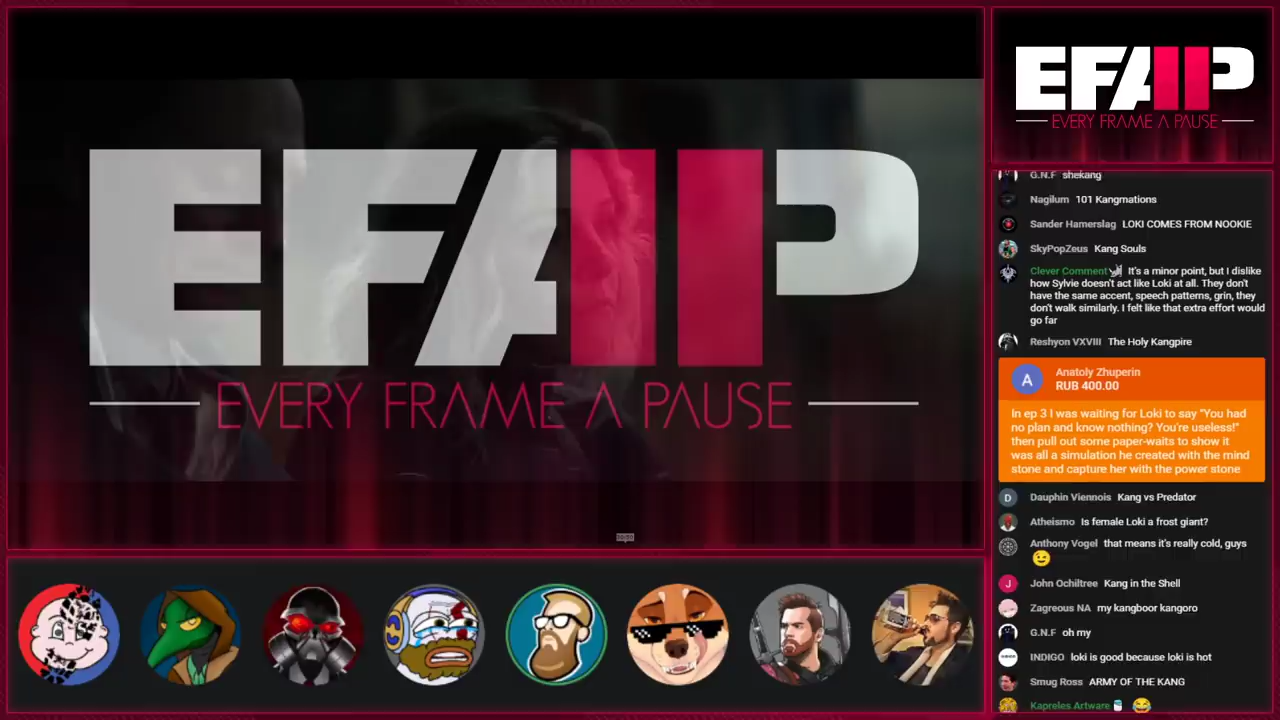 EFAP
EVERY FRAME A PAUSE
EFAP
EVERY FRAME A PAUSE
G.N.F shekang
Nagilum 101 Kangmations
Sander Hamerslag LOKI COMES FROM NOOKIE
SkyPopZeus Kang Souls
Clever Comment It's a minor point, but I dislike
how Sylvie doesn't act like Loki at all. They don't
have the same accent, speech patterns, grin, they
don't walk similarly. I felt like that extra effort would
go far
Reshyon VXVIII The Holy Kangpire
A
Anatoly Zhuperin
RUB 400.00
In ep 3 I was waiting for Loki to say "You had
no plan and know nothing? You're useless!"
then pull out some paper-waits to show it
was all a simulation he created with the mind
stone and capture her with the power stone
D
Dauphin Viennois Kang vs Predator
Atheismo Is female Loki a frost giant?
Anthony Vogel that means it's really cold, guys
😉
J
John Ochiltree Kang in the Shell
Zagreous NA my kangboor kangoro
G.N.F oh my
INDIGO loki is good because loki is hot
Smug Ross ARMY OF THE KANG
Kapreles Artware 😂